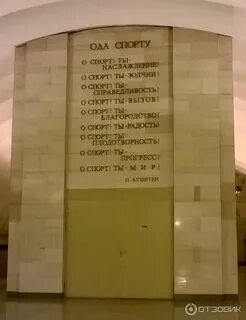 ОДА СПОРТУ
О СПОРТ! ТЫ-
НАСЛАЖДЕНИЕ!
О СПОРТ! ТЫ-ЗОДЧИЙ!
О СПОРТ! ТЫ-
СПРАВЕДЛИВОСТЬ!
О СПОРТ! ТЫ-ВЫЗОВ!
О СПОРТ! ТЫ-
БЛАГОРОДСТВО!
О СПОРТ! ТЫ-РАДОСТЬ!
О СПОРТ! ТЫ-
ПЛОДОТВОРНОСТЬ!
О СПОРТ! ТЫ-
ПРОГРЕСС!
О СПОРТ! ТЫ-МИР!
П. КУБЕРТЕН
ОТЗОВИК